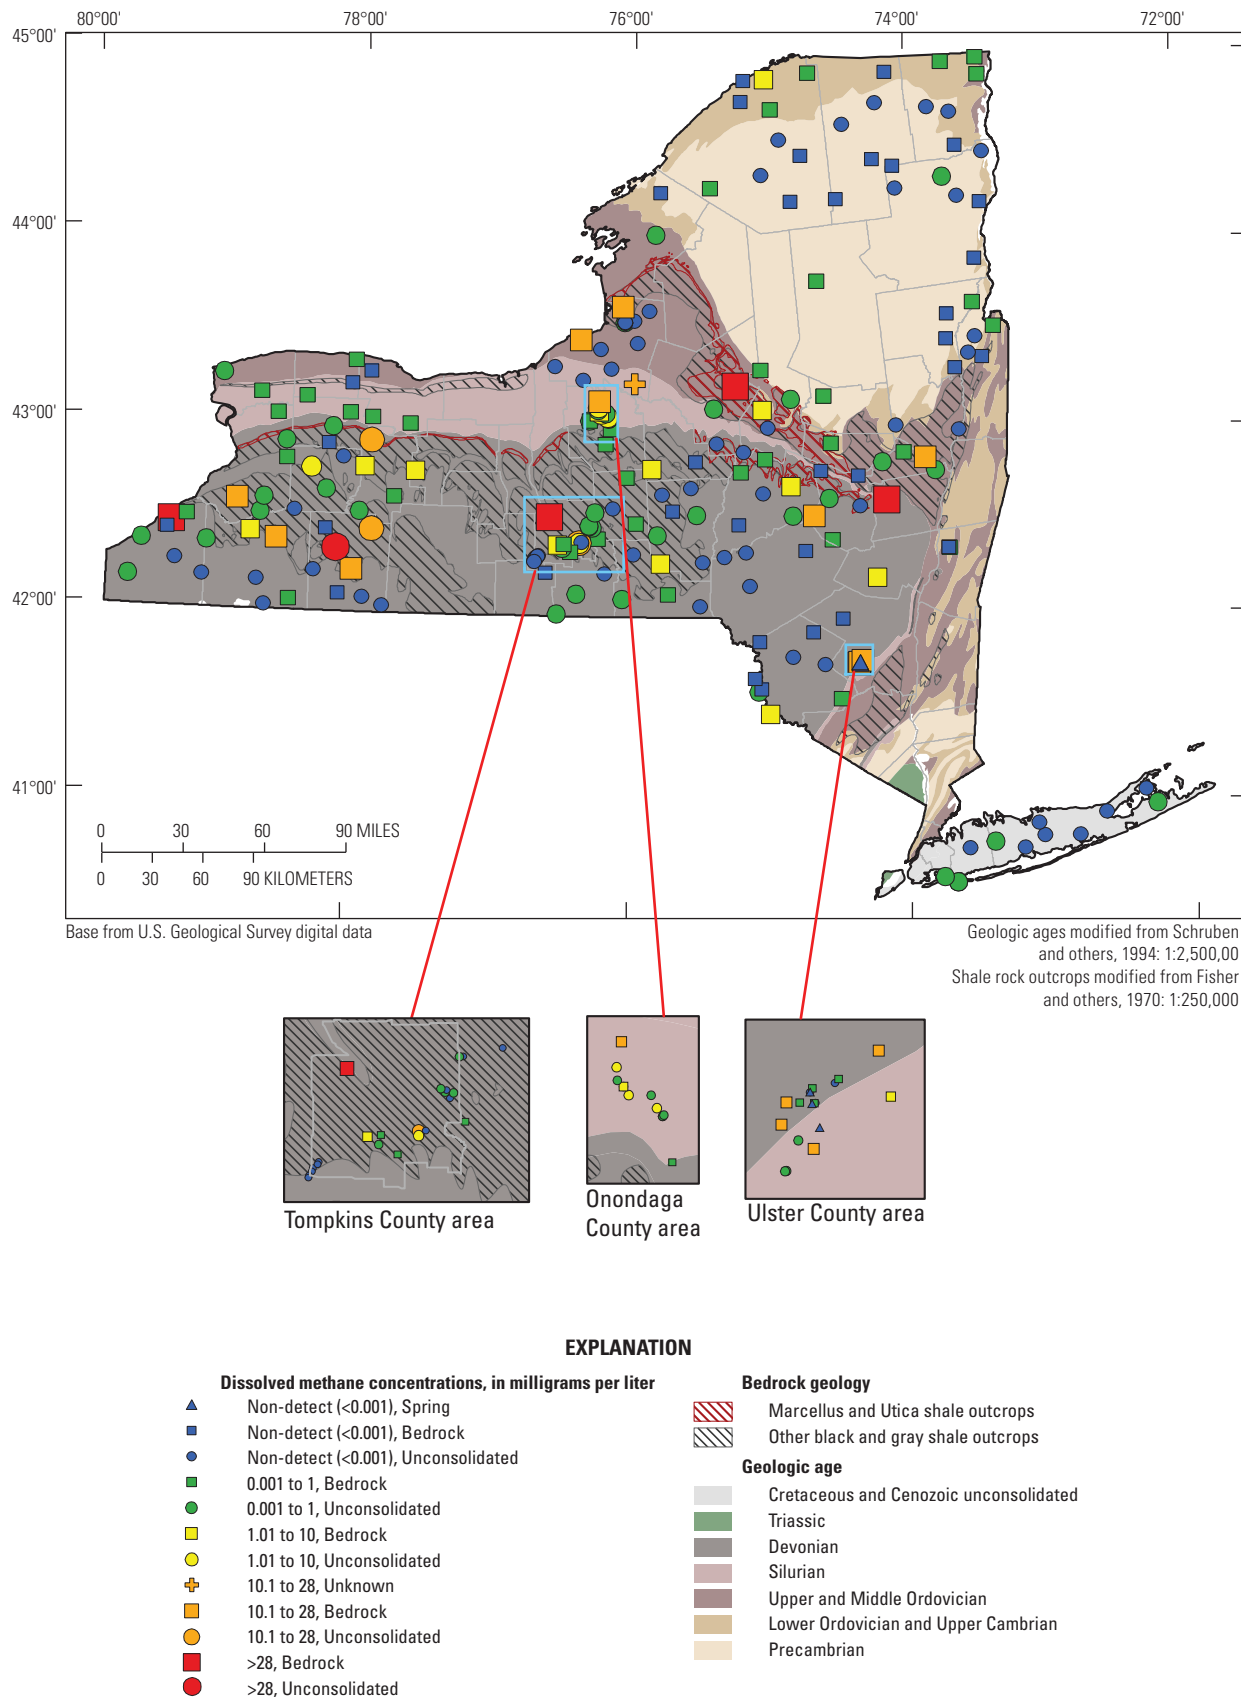 80°00'
78°00'
76°00'
74°00'
72°00'
45°00'
44°00'
43°00'
42°00'
41°00'
0 30 60 90 MILES
0 30 60 90 KILOMETERS
Base from U.S. Geological Survey digital data
Geologic ages modified from Schruben
and others, 1994: 1:2,500,00
Shale rock outcrops modified from Fisher
and others, 1970: 1:250,000
Tompkins County area
Onondaga
County area
Ulster County area
EXPLANATION
Dissolved methane concentrations, in milligrams per liter
Non-detect (<0.001), Spring
Non-detect (<0.001), Bedrock
Non-detect (<0.001), Unconsolidated
0.001 to 1, Bedrock
0.001 to 1, Unconsolidated
1.01 to 10, Bedrock
1.01 to 10, Unconsolidated
10.1 to 28, Unknown
10.1 to 28, Bedrock
10.1 to 28, Unconsolidated
>28, Bedrock
>28, Unconsolidated
Bedrock geology
Marcellus and Utica shale outcrops
Other black and gray shale outcrops
Geologic age
Cretaceous and Cenozoic unconsolidated
Triassic
Devonian
Silurian
Upper and Middle Ordovician
Lower Ordovician and Upper Cambrian
Precambrian